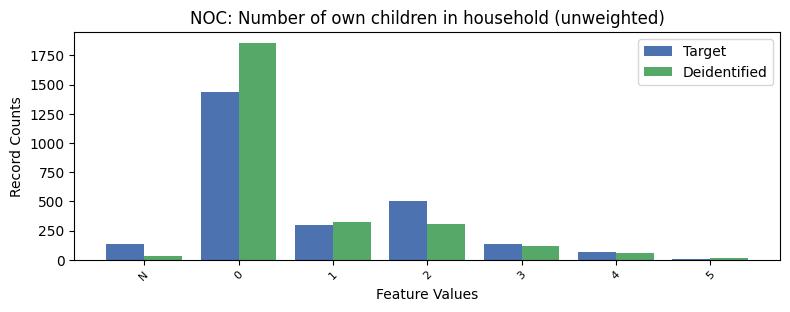 NOC: Number of own children in household (unweighted)
Target
Deidentified
1750
1500
1250
1000
750
500
250
0
Record Counts
N 0 1 2 3 4 5
Feature Values